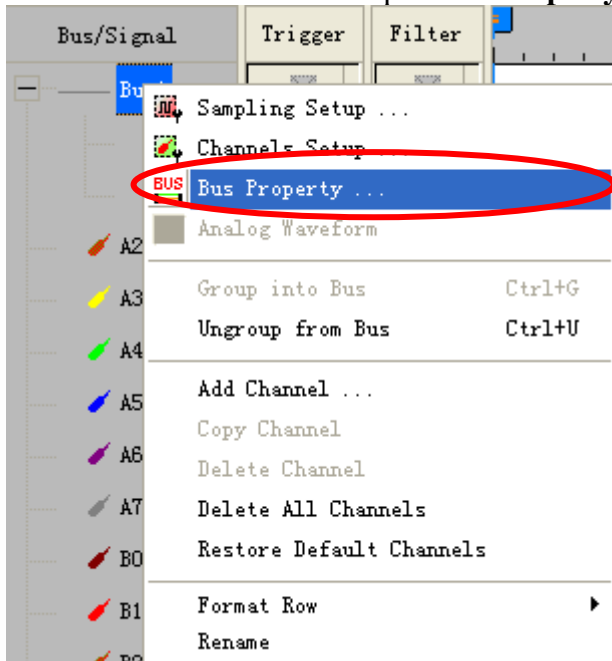 Bus/Signal Trigger Filter
Sampling Setup ...
Channels Setup ...
BUS Bus Property ...
A2 Analog Waveform
A3 Group into Bus Ctrl+G
Ungroup from Bus Ctrl+U
A4
A5 Add Channel ...
Copy Channel
A6 Delete Channel
A7 Delete All Channels
B0 Restore Default Channels
B1 Format Row
Rename